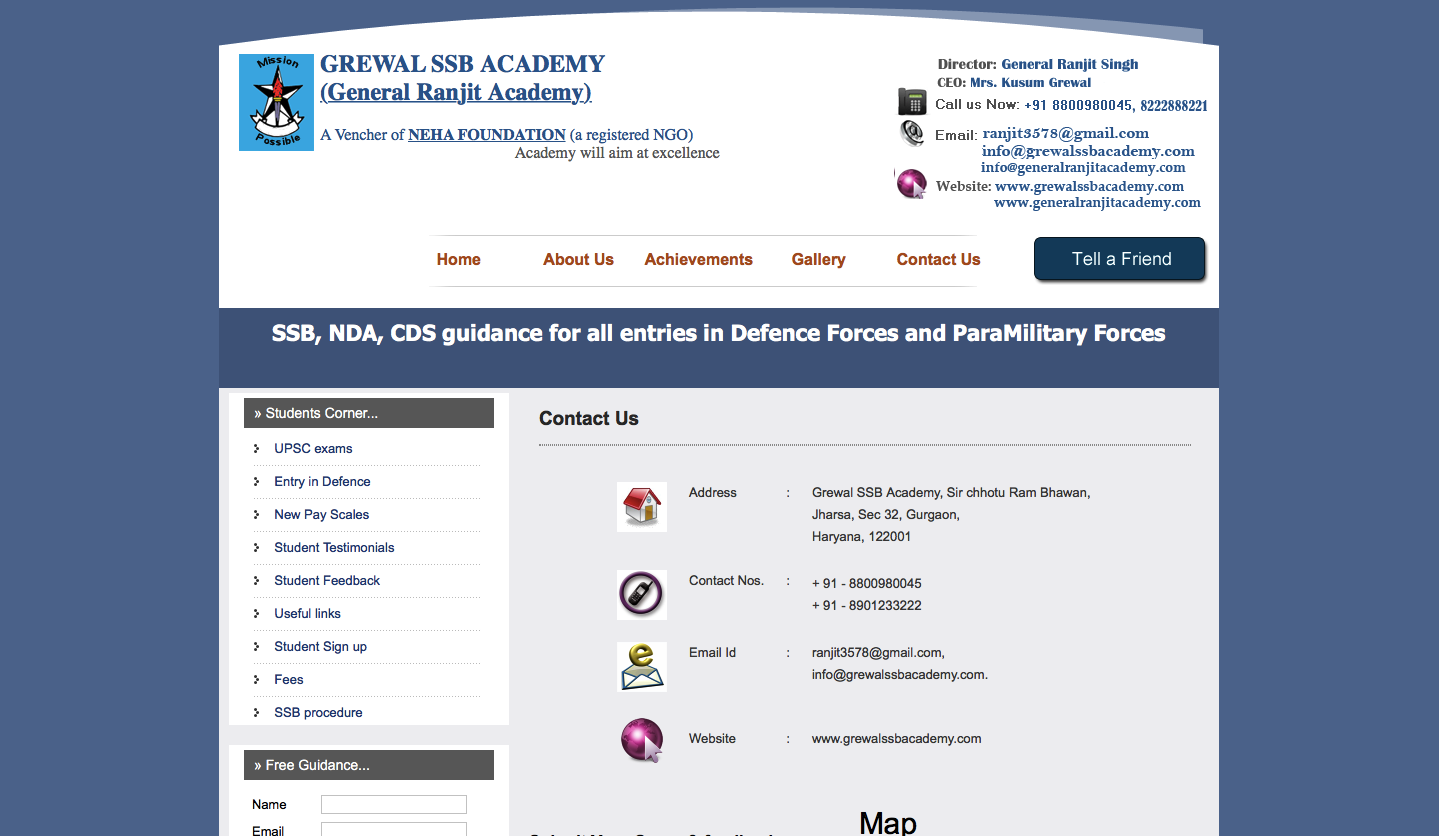 Mission
Possible
GREWAL SSB ACADEMY
(General Ranjit Academy)
A Vencher of NEHA FOUNDATION (a registered NGO)
Academy will aim at excellence
Director: General Ranjit Singh
CEO: Mrs. Kusum Grewal
Call us Now: +91 8800980045, 8222888221
Email: ranjit3578@gmail.com
info@grewalssbacademy.com
info@generalranjitacademy.com
Website: www.grewalssbacademy.com
www.generalranjitacademy.com
Home About Us Achievements Gallery Contact Us Tell a Friend
SSB, NDA, CDS guidance for all entries in Defence Forces and ParaMilitary Forces
» Students Corner...
UPSC exams
Entry in Defence
New Pay Scales
Student Testimonials
Student Feedback
Useful links
Student Sign up
Fees
SSB procedure
» Free Guidance...
Name
Email
Contact Us
Address : Grewal SSB Academy, Sir chhotu Ram Bhawan,
Jharsa, Sec 32, Gurgaon,
Haryana, 122001
Contact Nos. : + 91 - 8800980045
+ 91 - 8901233222
Email Id : ranjit3578@gmail.com,
info@grewalssbacademy.com.
Website : www.grewalssbacademy.com
Map